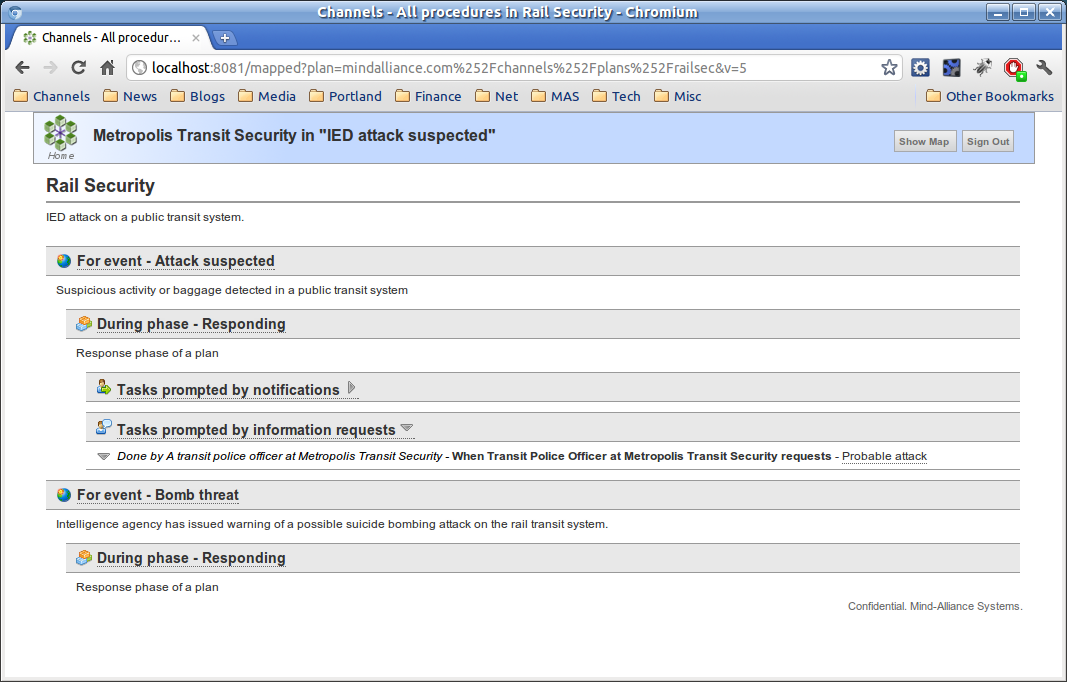 Channels - All procedures in Rail Security - Chromium
Channels - All procedur...
localhost:8081/mapped?plan=mindalliance.com%252Fchannels%252Fplans%252Frailsec&v=5
Channels News Blogs Media Portland Finance Net MAS Tech Misc Other Bookmarks
Metropolis Transit Security in "IED attack suspected"
Show Map Sign Out
Home
Rail Security
IED attack on a public transit system.
For event - Attack suspected
Suspicious activity or baggage detected in a public transit system
During phase - Responding
Response phase of a plan
Tasks prompted by notifications
Tasks prompted by information requests
Done by A transit police officer at Metropolis Transit Security - When Transit Police Officer at Metropolis Transit Security requests - Probable attack
For event - Bomb threat
Intelligence agency has issued warning of a possible suicide bombing attack on the rail transit system.
During phase - Responding
Response phase of a plan
Confidential. Mind-Alliance Systems.